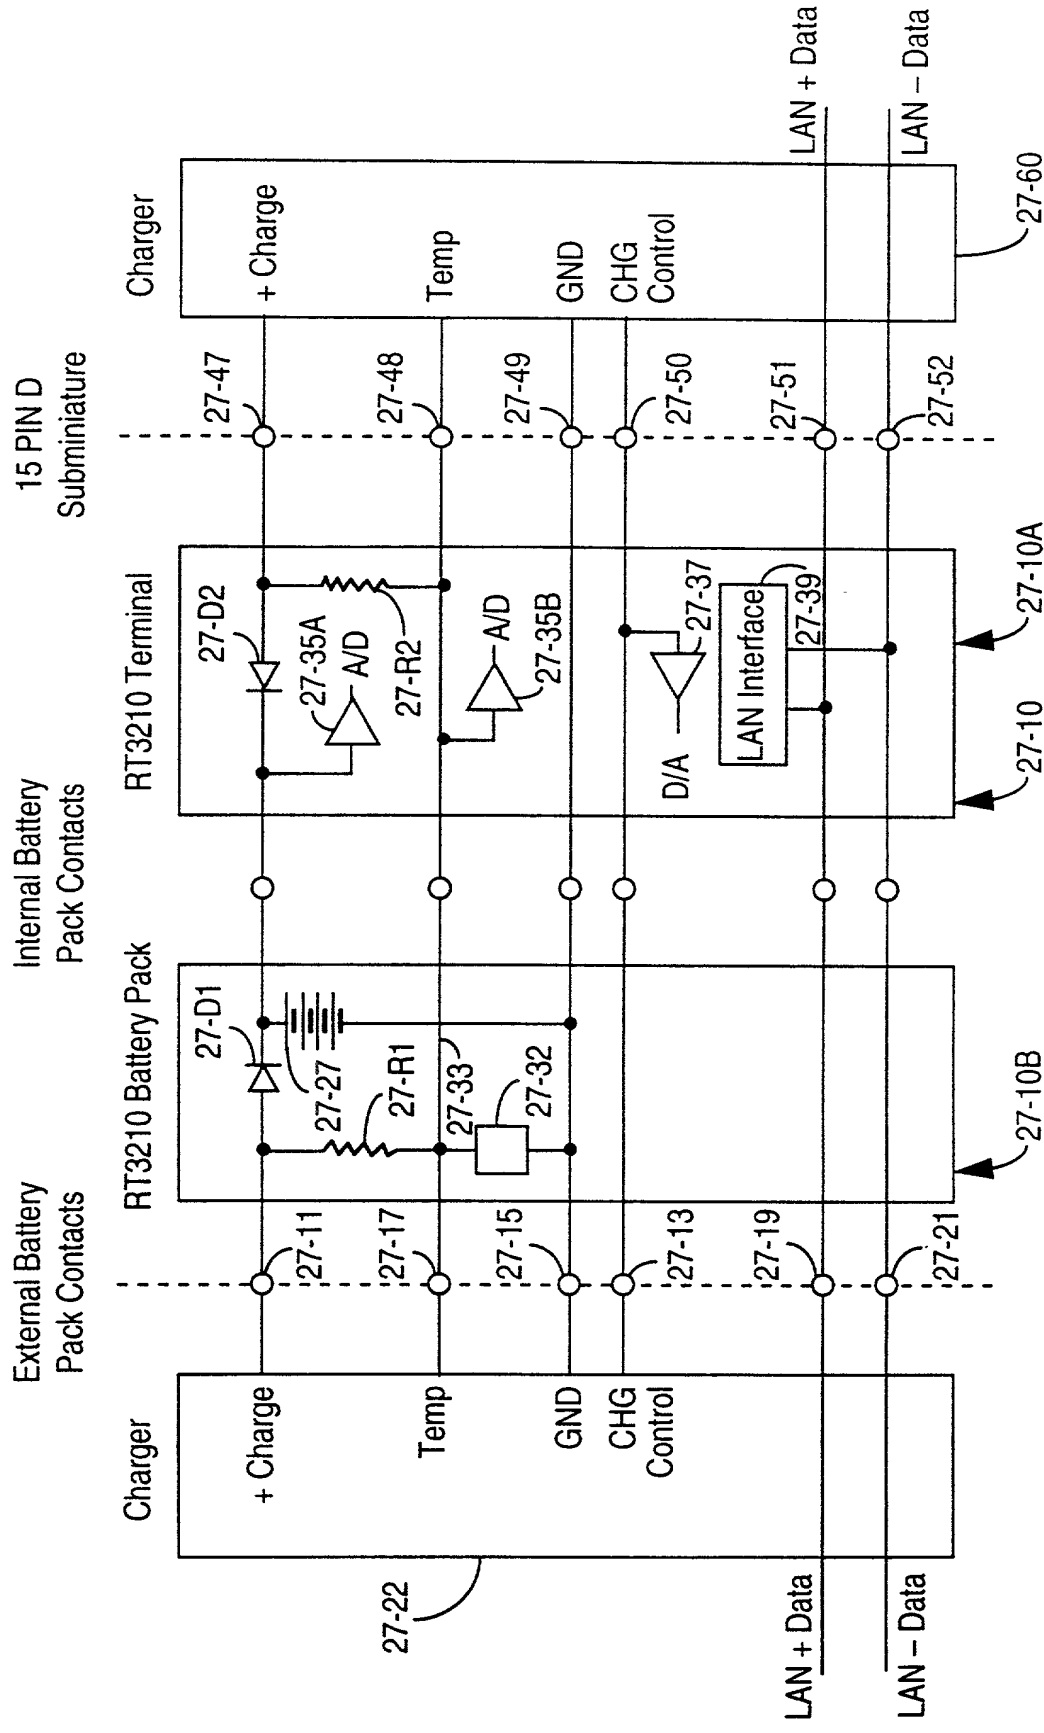 External Battery
Pack Contacts
Internal Battery
Pack Contacts
15 PIN D
Subminiature
Charger
RT3210 Battery Pack
RT3210 Terminal
Charger
27-22
+ Charge
Temp
GND
CHG
Control
LAN + Data
LAN – Data
27-11
27-17
27-15
27-13
27-19
27-21
27-D1
27-27
27-R1
27-33
27-32
27-10B
27-D2
27-35A
A/D
27-R2
A/D
27-35B
D/A
27-37
LAN Interface
27-39
27-10
27-10A
27-47
27-48
27-49
27-50
27-51
27-52
+ Charge
Temp
GND
CHG
Control
LAN + Data
LAN – Data
27-60